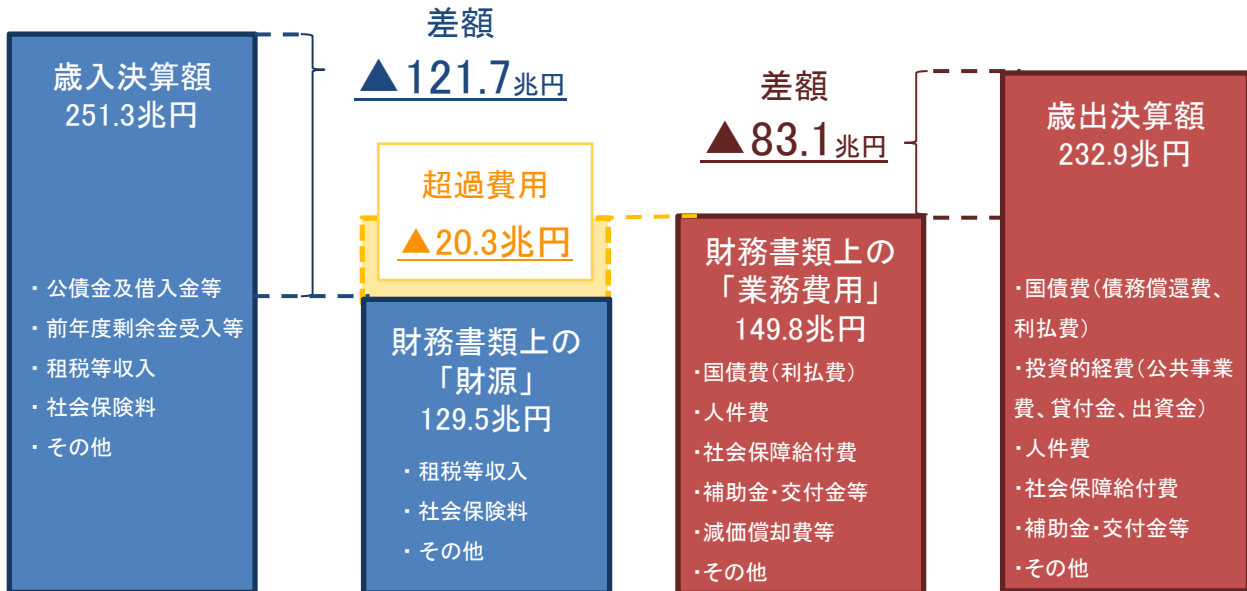 歳入決算額
251.3兆円
・公債金及借入金等
・前年度剰余金受入等
・租税等収入
・社会保険料
・その他
差額
▲121.7兆円
超過費用
▲20.3兆円
財務書類上の
「財源」
129.5兆円
・租税等収入
・社会保険料
・その他
差額
▲83.1兆円
財務書類上の
「業務費用」
149.8兆円
・国債費(利払費)
・人件費
・社会保障給付費
・補助金・交付金等
・減価償却費等
・その他
歳出決算額
232.9兆円
・国債費(債務償還費、
利払費)
・投資的経費(公共事業
費、貸付金、出資金)
・人件費
・社会保障給付費
・補助金・交付金等
・その他